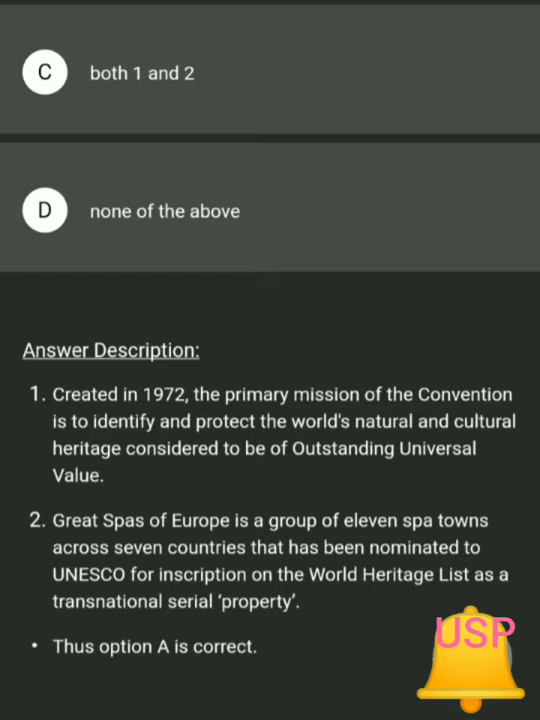 C both 1 and 2
D none of the above
Answer Description:
1. Created in 1972, the primary mission of the Convention
is to identify and protect the world's natural and cultural
heritage considered to be of Outstanding Universal
Value.
2. Great Spas of Europe is a group of eleven spa towns
across seven countries that has been nominated to
UNESCO for inscription on the World Heritage List as a
transnational serial ‘property’.
• Thus option A is correct.
USP